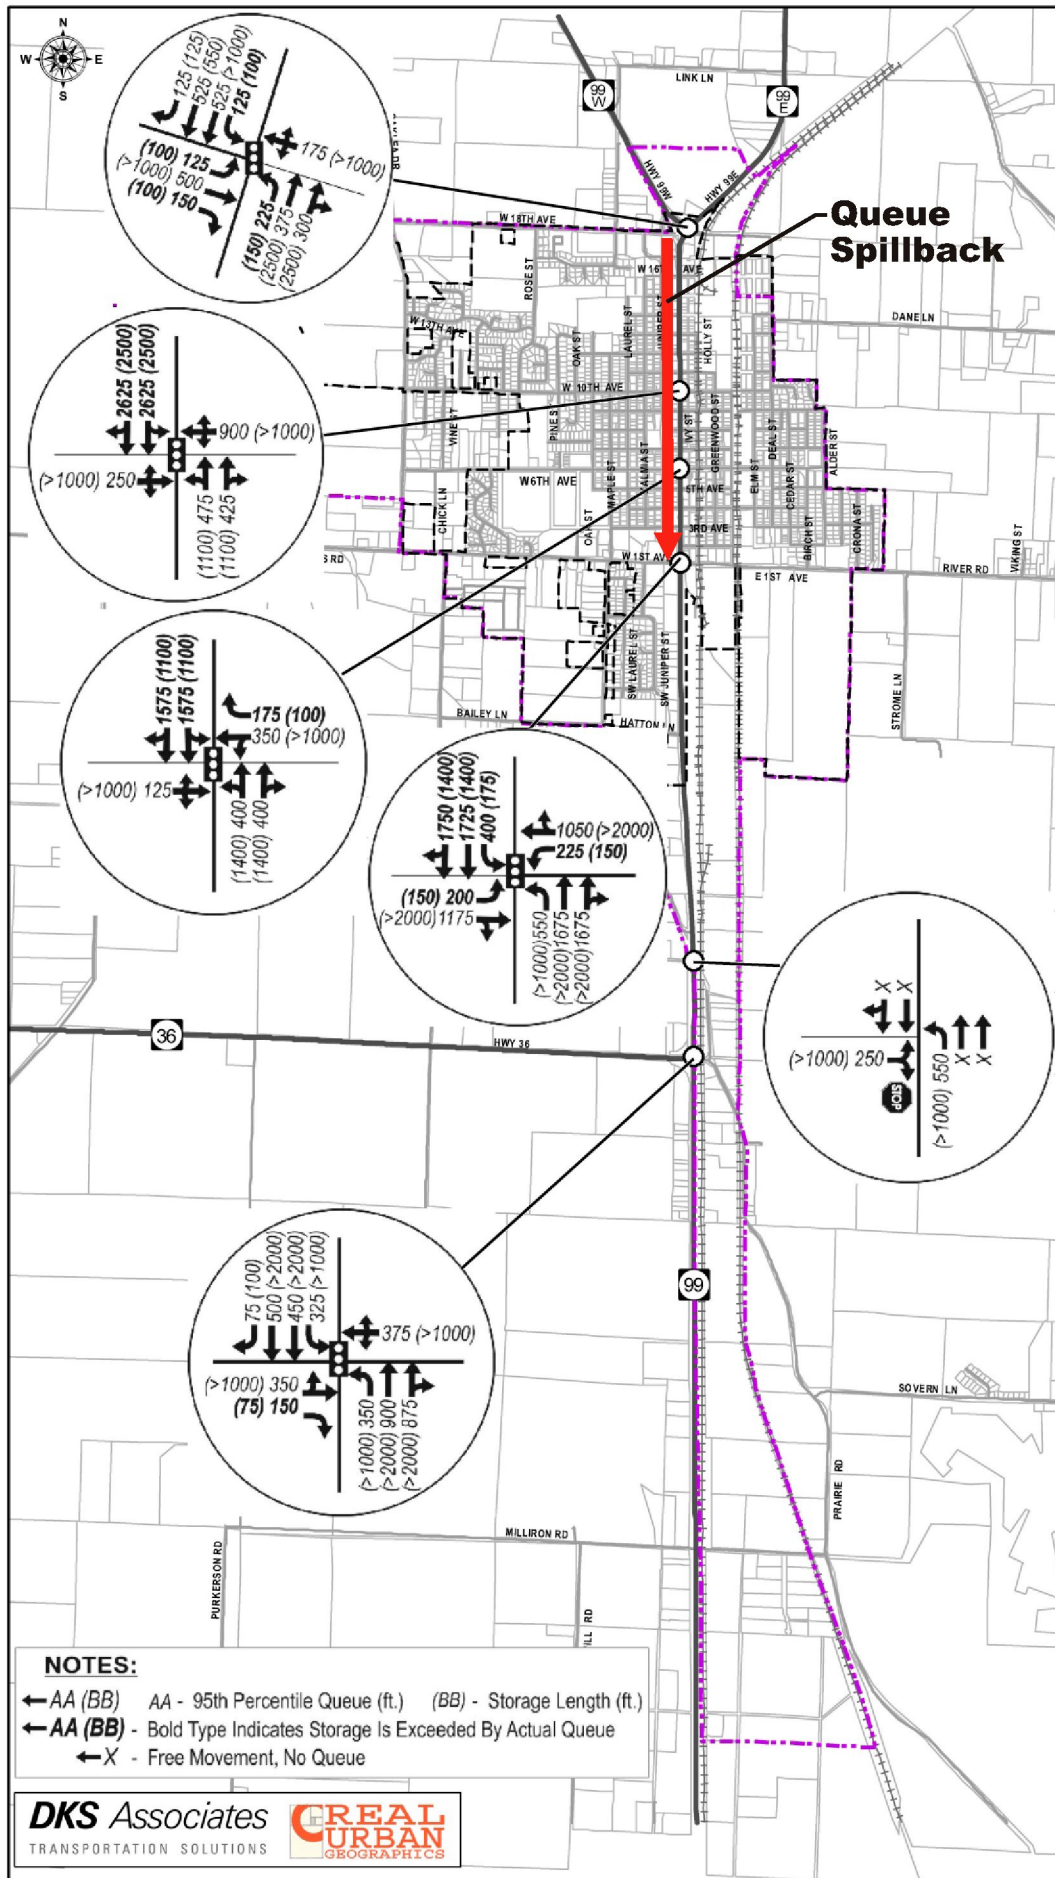 N
W E
S
LINK LN
99
W
99
E
HWY 99W
HWY 99E
125 (125)
525 (550)
525 (>1000)
125 (100)
175 (>1000)
(100) 125
(>1000) 500
(100) 150
(150) 225
(2500) 375
(2500) 300
W 18TH AVE
Queue
Spillback
ROSE ST
W 16TH AVE
W 13TH AVE
OAK ST
LAUREL ST
JUNIPER ST
HOLLY ST
DANE LN
2625 (2500)
2625 (2500)
900 (>1000)
(>1000) 250
(1100) 475
(1100) 425
W 10TH AVE
VINE ST
PINE S
IVY ST
GREENWOOD ST
DEAL ST
ALDER ST
MAPLE ST
KALMIA ST
W 6TH AVE
5TH AVE
ELM ST
CEDAR ST
CHICK LN
OAK ST
3RD AVE
BIRCH ST
CRONA ST
VIKING ST
S RD
W 1ST AVE
E 1ST AVE
RIVER RD
1575 (1100)
1575 (1100)
175 (100)
350 (>1000)
(>1000) 125
(1400) 400
(1400) 400
SW LAUREL ST
SW JUNIPER ST
STROME LN
BAILEY LN
HATTON LN
1750 (1400)
1725 (1400)
400 (175)
1050 (>2000)
225 (150)
(150) 200
(>2000) 1175
(>1000) 550
(>2000) 1675
(>2000) 1675
X
X
(>1000) 250
STOP
(>1000) 550
X
X
36
HWY 36
75 (100)
500 (>2000)
450 (>2000)
325 (>1000)
375 (>1000)
(>1000) 350
(75) 150
(>1000) 350
(>2000) 900
(>2000) 875
99
SOVERN LN
PRAIRIE RD
MILLIRON RD
PURKERSON RD
ILL RD
NOTES:
AA (BB) AA - 95th Percentile Queue (ft.) (BB) - Storage Length (ft.)
AA (BB) - Bold Type Indicates Storage Is Exceeded By Actual Queue
X - Free Movement, No Queue
DKS Associates
TRANSPORTATION SOLUTIONS
CREAL
URBAN
GEOGRAPHICS